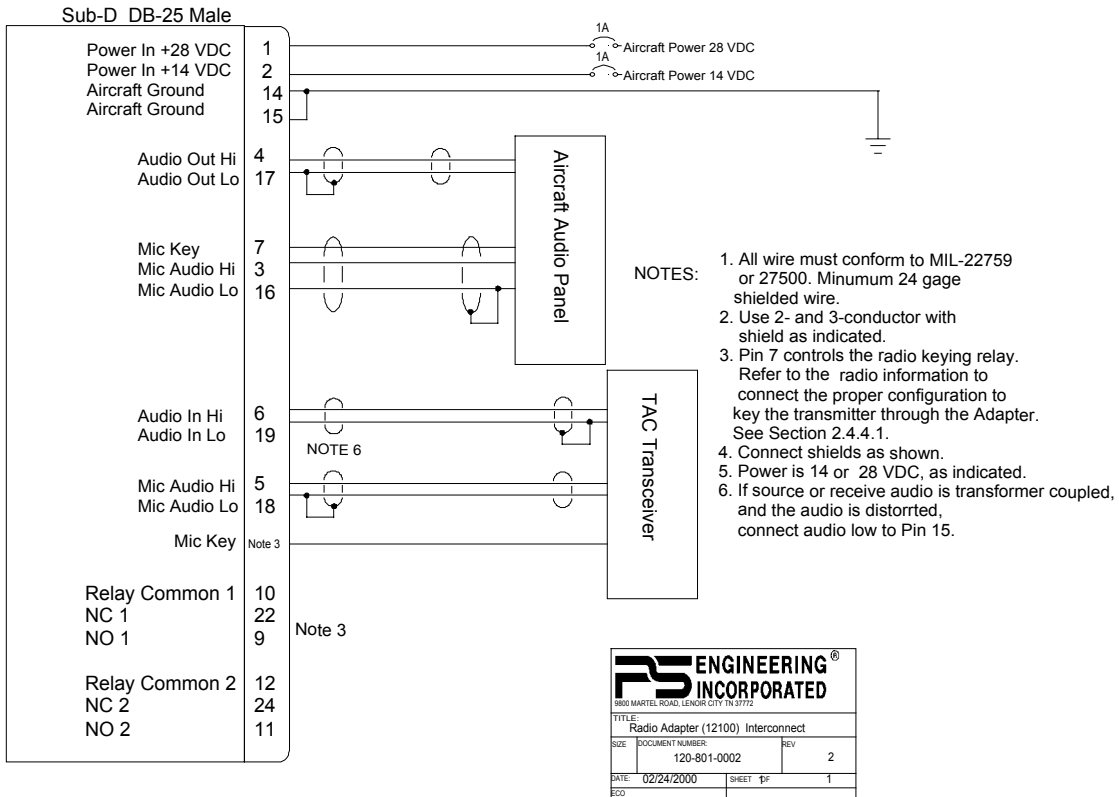 Sub-D DB-25 Male
Power In +28 VDC 1
Power In +14 VDC 2
Aircraft Ground 14
Aircraft Ground 15
1A
Aircraft Power 28 VDC
1A
Aircraft Power 14 VDC
Audio Out Hi 4
Audio Out Lo 17
Mic Key 7
Mic Audio Hi 3
Mic Audio Lo 16
Aircraft Audio Panel
Audio In Hi 6
Audio In Lo 19
NOTE 6
Mic Audio Hi 5
Mic Audio Lo 18
Mic Key Note 3
TAC Transceiver
Relay Common 1 10
NC 1 22
NO 1 9
Note 3
Relay Common 2 12
NC 2 24
NO 2 11
NOTES:
1. All wire must conform to MIL-22759
or 27500. Minumum 24 gage
shielded wire.
2. Use 2- and 3-conductor with
shield as indicated.
3. Pin 7 controls the radio keying relay.
Refer to the radio information to
connect the proper configuration to
key the transmitter through the Adapter.
See Section 2.4.4.1.
4. Connect shields as shown.
5. Power is 14 or 28 VDC, as indicated.
6. If source or receive audio is transformer coupled,
and the audio is distorrted,
connect audio low to Pin 15.
PS ENGINEERING ®
INCORPORATED
9800 MARTEL ROAD, LENOIR CITY TN 37772
TITLE:
Radio Adapter (12100) Interconnect
SIZE DOCUMENT NUMBER: REV
120-801-0002 2
DATE: 02/24/2000 SHEET 1 OF 1
ECO